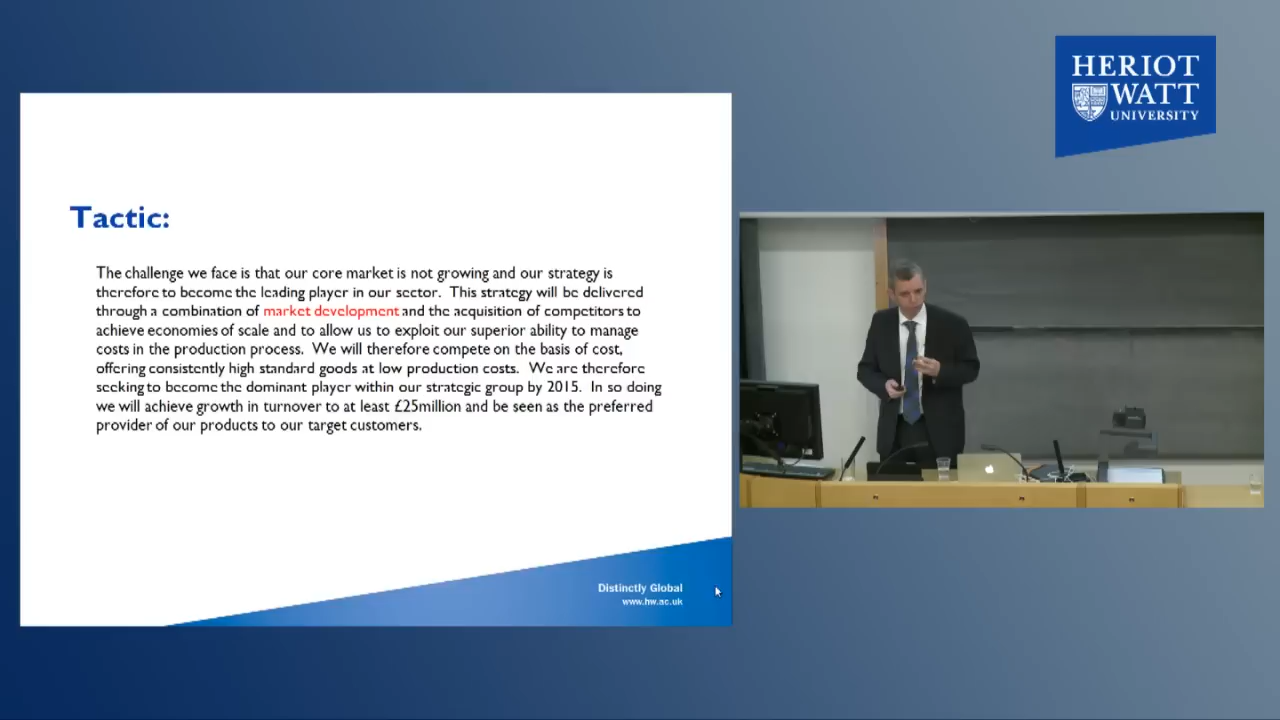 HERIOT
WATT
UNIVERSITY
Tactic:
The challenge we face is that our core market is not growing and our strategy is
therefore to become the leading player in our sector. This strategy will be delivered
through a combination of market development and the acquisition of competitors to
achieve economies of scale and to allow us to exploit our superior ability to manage
costs in the production process. We will therefore compete on the basis of cost,
offering consistently high standard goods at low production costs. We are therefore
seeking to become the dominant player within our strategic group by 2015. In so doing
we will achieve growth in turnover to at least £25million and be seen as the preferred
provider of our products to our target customers.
Distinctly Global
www.hw.ac.uk